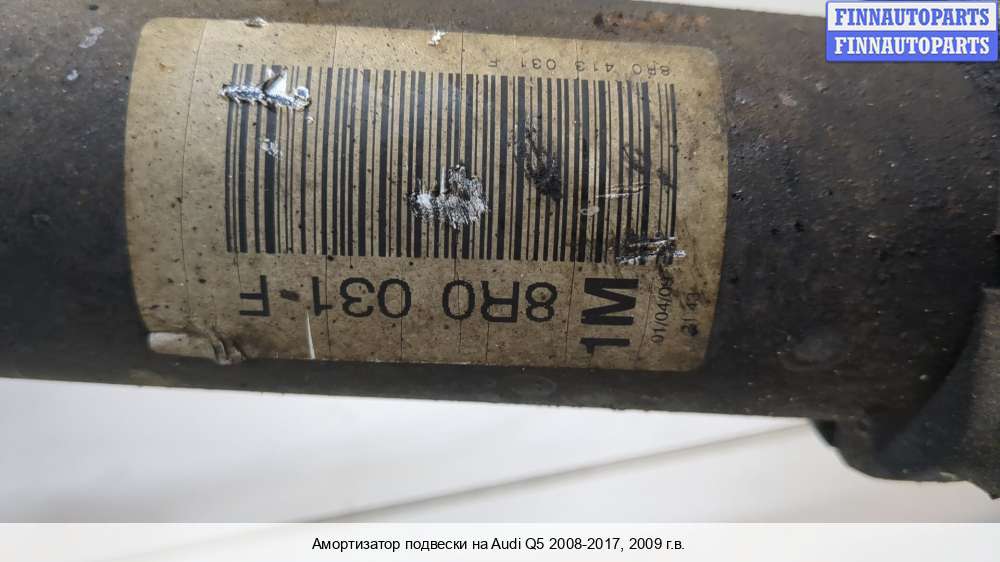 FINNAUTOPARTS
FINNAUTOPARTS
8R0 413 031 F
8R0 031 F
1M
01/04/09
Амортизатор подвески на Audi Q5 2008-2017, 2009 г.в.